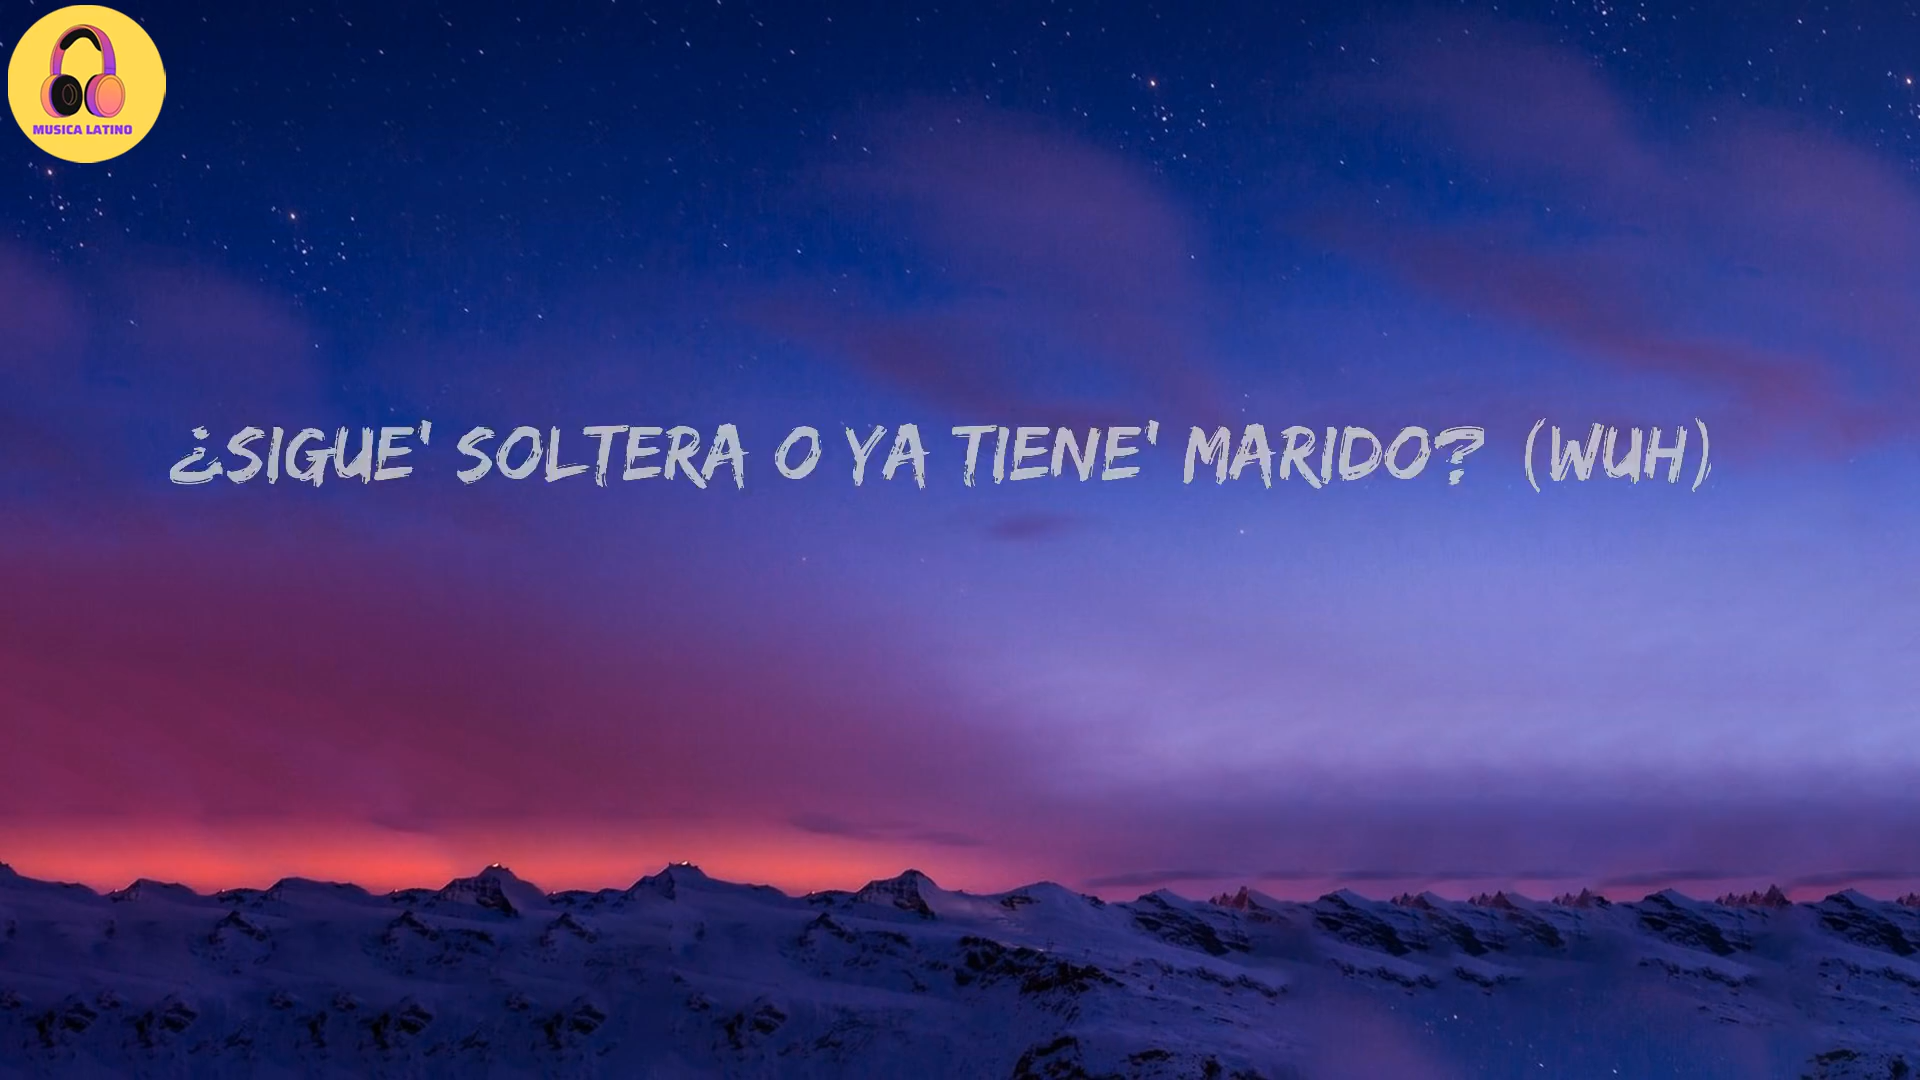 MUSICA LATINO
¿SIGUE' SOLTERA O YA TIENE' MARIDO? (WUH)